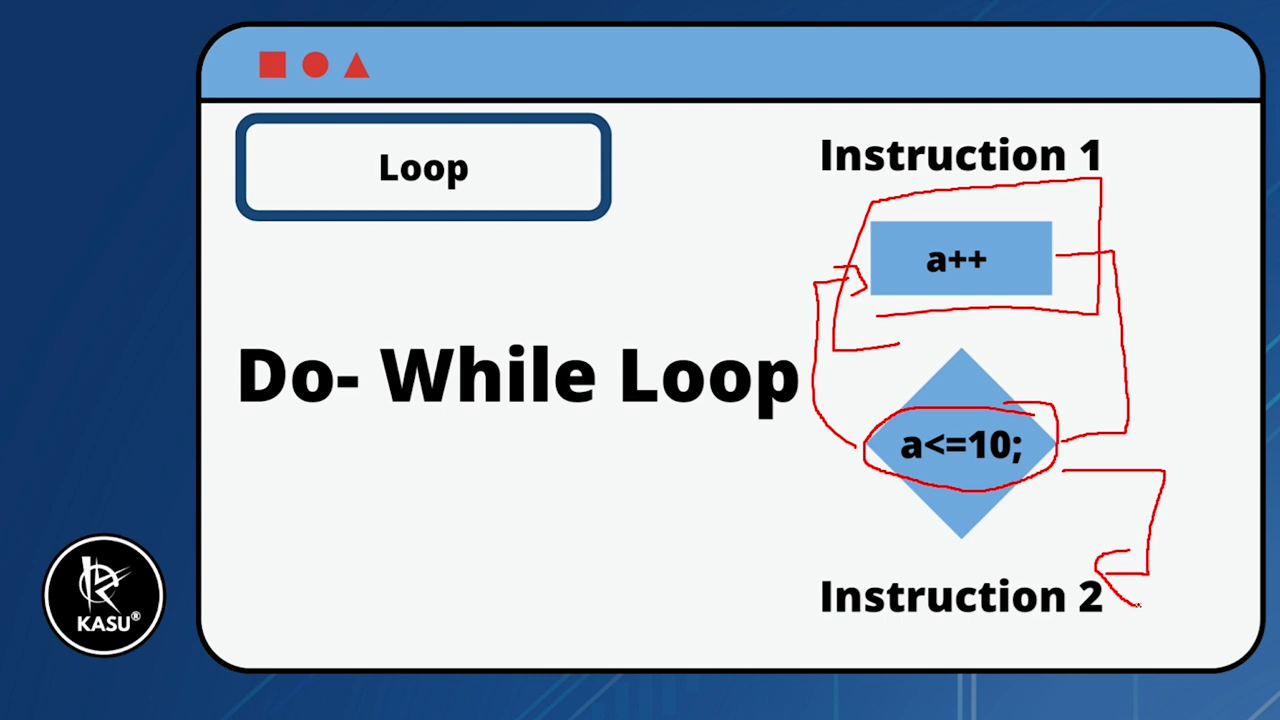 Loop
Do- While Loop
Instruction 1
a++
a<=10;
Instruction 2
KASU®